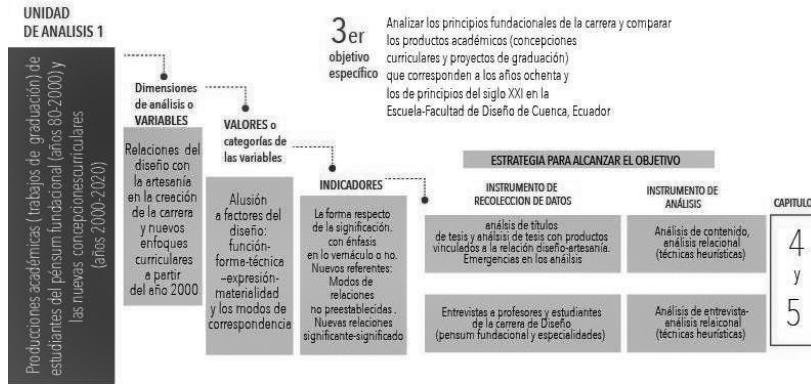 UNIDAD
DE ANALISIS 1
Producciones académicas ( trabajos de graduación) de
estudiantes del pénsum fundacional (años 80-2000) y
las nuevas concepcionescurriculares
(años 2000-2020)
Dimensiones
de análisis o
VARIABLES
Relaciones del
diseño con
la artesanía
en la creación
de la carrera
y nuevos
enfoques
curriculares
a partir
del año 2000
VALORES o
categorías de
las variables
Alusión
a factores del
diseño:
función-
forma-técnica
–expresión-
materialidad
y los modos de
correspondencia
INDICADORES
La forma respecto
de la significación.
con énfasis
en lo vernáculo o no.
Nuevos referentes:
Modos de
relaciones
no preestablecidas .
Nuevas relaciones
significante-significado
3er
objetivo
específico
Analizar los principios fundacionales de la carrera y comparar
los productos académicos (concepciones
curriculares y proyectos de graduación)
que corresponden a los años ochenta y
los de principios del siglo XXI en la
Escuela-Facultad de Diseño de Cuenca, Ecuador
ESTRATEGIA PARA ALCANZAR EL OBJETIVO
INSTRUMENTO DE
RECOLECCION DE DATOS
análsis de títulos
de tesis y análisis de tesis con productos
vinculados a la relación diseño-artesanía.
Emergencias en los análiis
Entrevistas a profesores y estudiantes
de la carrera de Diseño
(pensum fundacional y especialidades)
INSTRUMENTO DE
ANÁLISIS
Análisis de contenido,
análisis relacional
(técnicas heurísticas)
Análisis de entrevista-
análisis relaiconal
(técnicas heurísticas)
CAPITULO
4
y
5